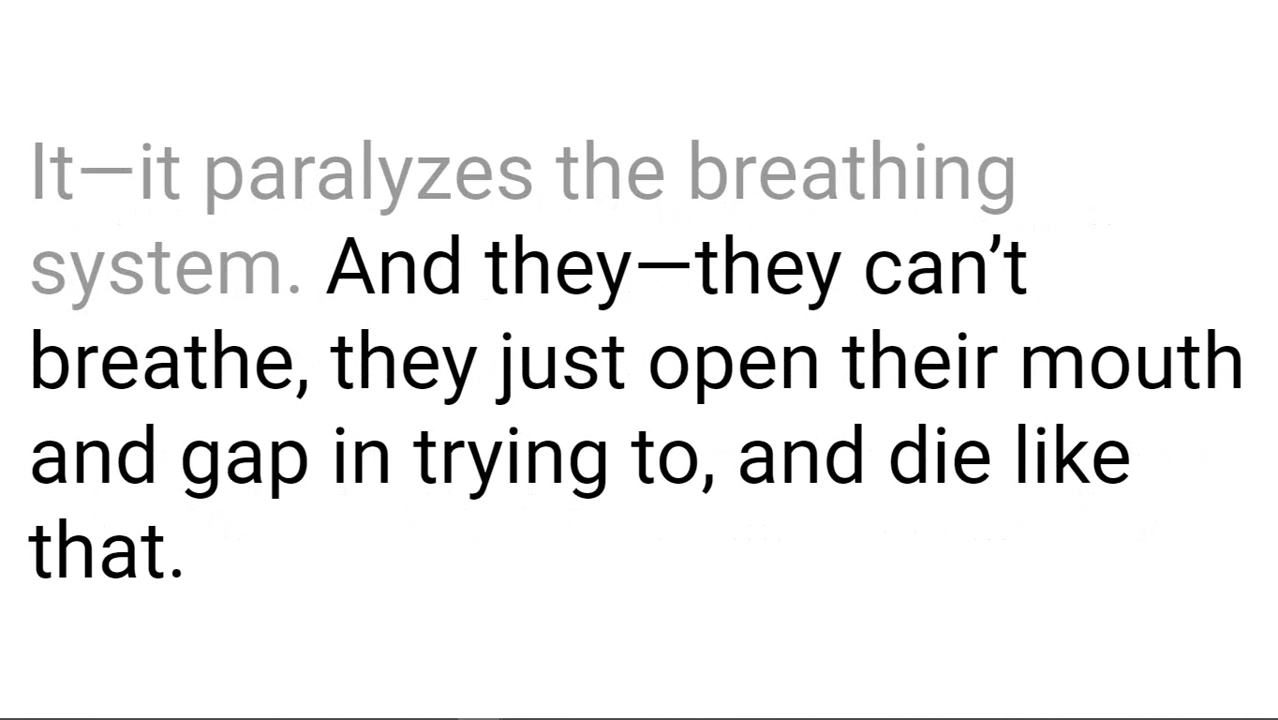 It—it paralyzes the breathing
system. And they—they can’t
breathe, they just open their mouth
and gap in trying to, and die like
that.